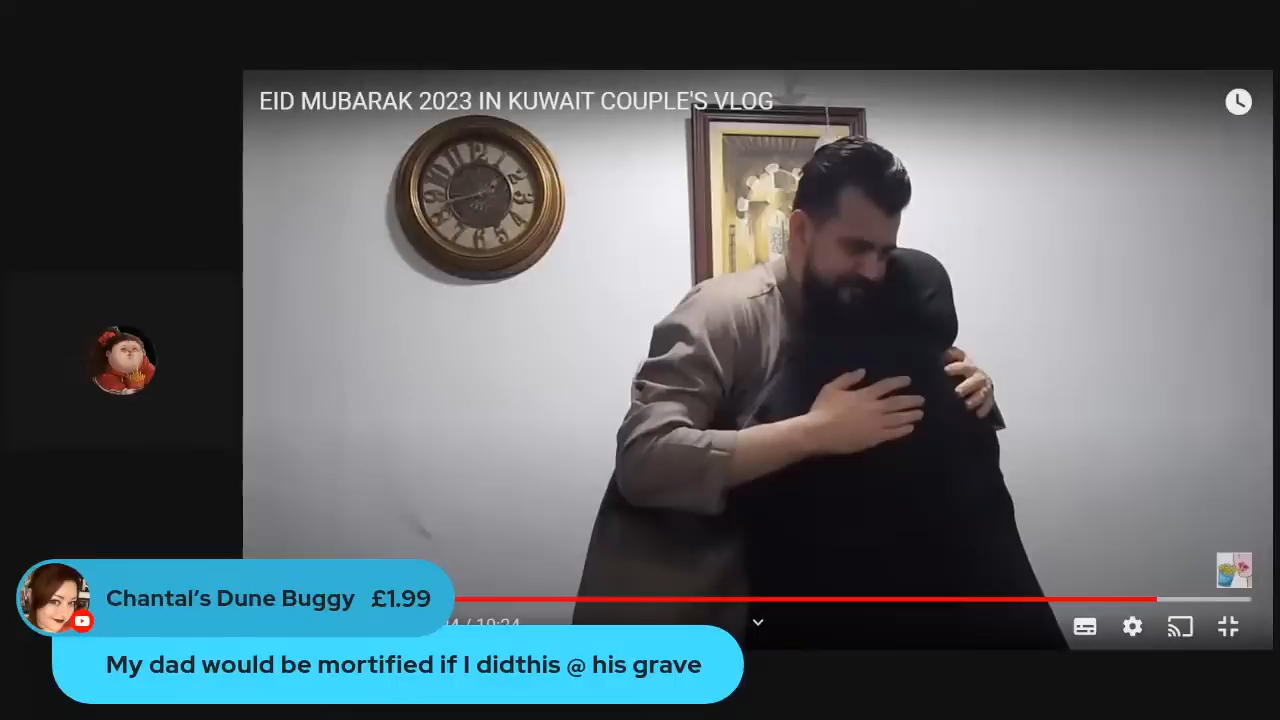 EID MUBARAK 2023 IN KUWAIT COUPLE'S VLOG
Chantal's Dune Buggy £1.99
My dad would be mortified if I didthis @ his grave